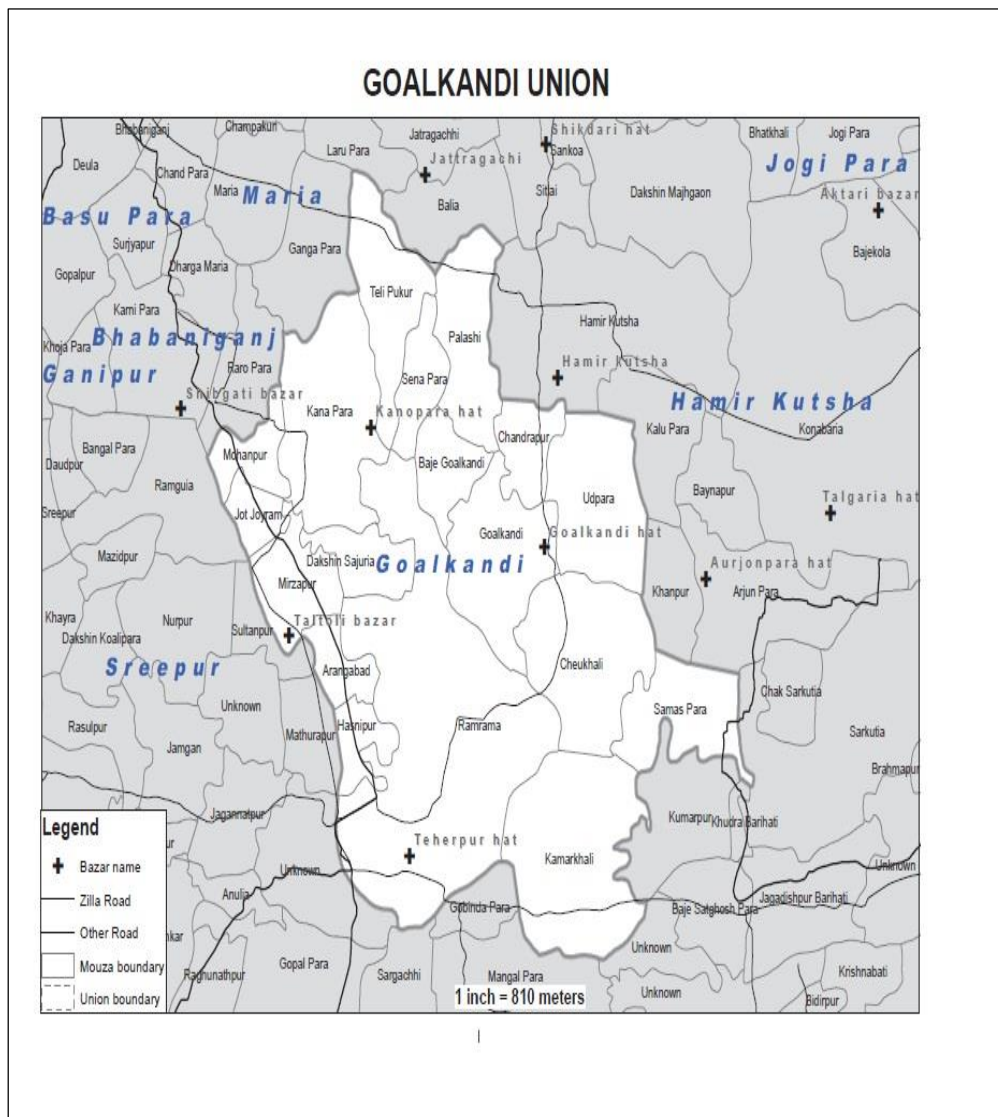 GOALKANDI UNION
Bhabaniganj
Champakuri
Jatragachhi
Shikdari hat
Bhatkhali
Jogi Para
Deula
Chand Para
Laru Para
Jattragachi
Sankoa
Jogi Para
Maria
Maria
Balia
Sitlai
Dakshin Majhgaon
Aktari bazar
Basu Para
Surjyapur
Ganga Para
Bajekola
Gopalpur
Dharga Maria
Teli Pukur
Kami Para
Hamir Kutsha
Khoja Para
Bhabaniganj
Palashi
Ganipur
Raro Para
Sena Para
Hamir Kutsha
Shibgati bazar
Kana Para
Kanopara hat
Hamir Kutsha
Chandrapur
Kalu Para
Konabaria
Bangal Para
Mohanpur
Daudpur
Baje Goalkandi
Ramguia
Udpara
Baynapur
Talgaria hat
Sreepur
Jot Joyram
Goalkandi
Goalkandi hat
Mazidpur
Dakshin Sajuria
Goalkandi
Mirzapur
Khanpur
Aurjonpara hat
Arjun Para
Khayra
Nurpur
Sultanpur
Taltoli bazar
Dakshin Koalipara
Sreepur
Arangabad
Cheukhali
Chak Sarkutia
Unknown
Samas Para
Rasulpur
Jamgan
Mathurapur
Hasnipur
Ramrama
Sarkutia
Brahmapur
Jagannatpur
Kumarpur
Khudra Barihati
Legend
Bazar name
Zilla Road
Other Road
Mouza boundary
Union boundary
Teherpur hat
Kamarkhali
Unknown
Unknown
Anulia
Gobinda Para
Baje Satghosh Para
Jagadishpur Barihati
Raghunathpur
Gopal Para
Sargachhi
Mangal Para
Unknown
Krishnabati
1 inch = 810 meters
Unknown
Bidirpur